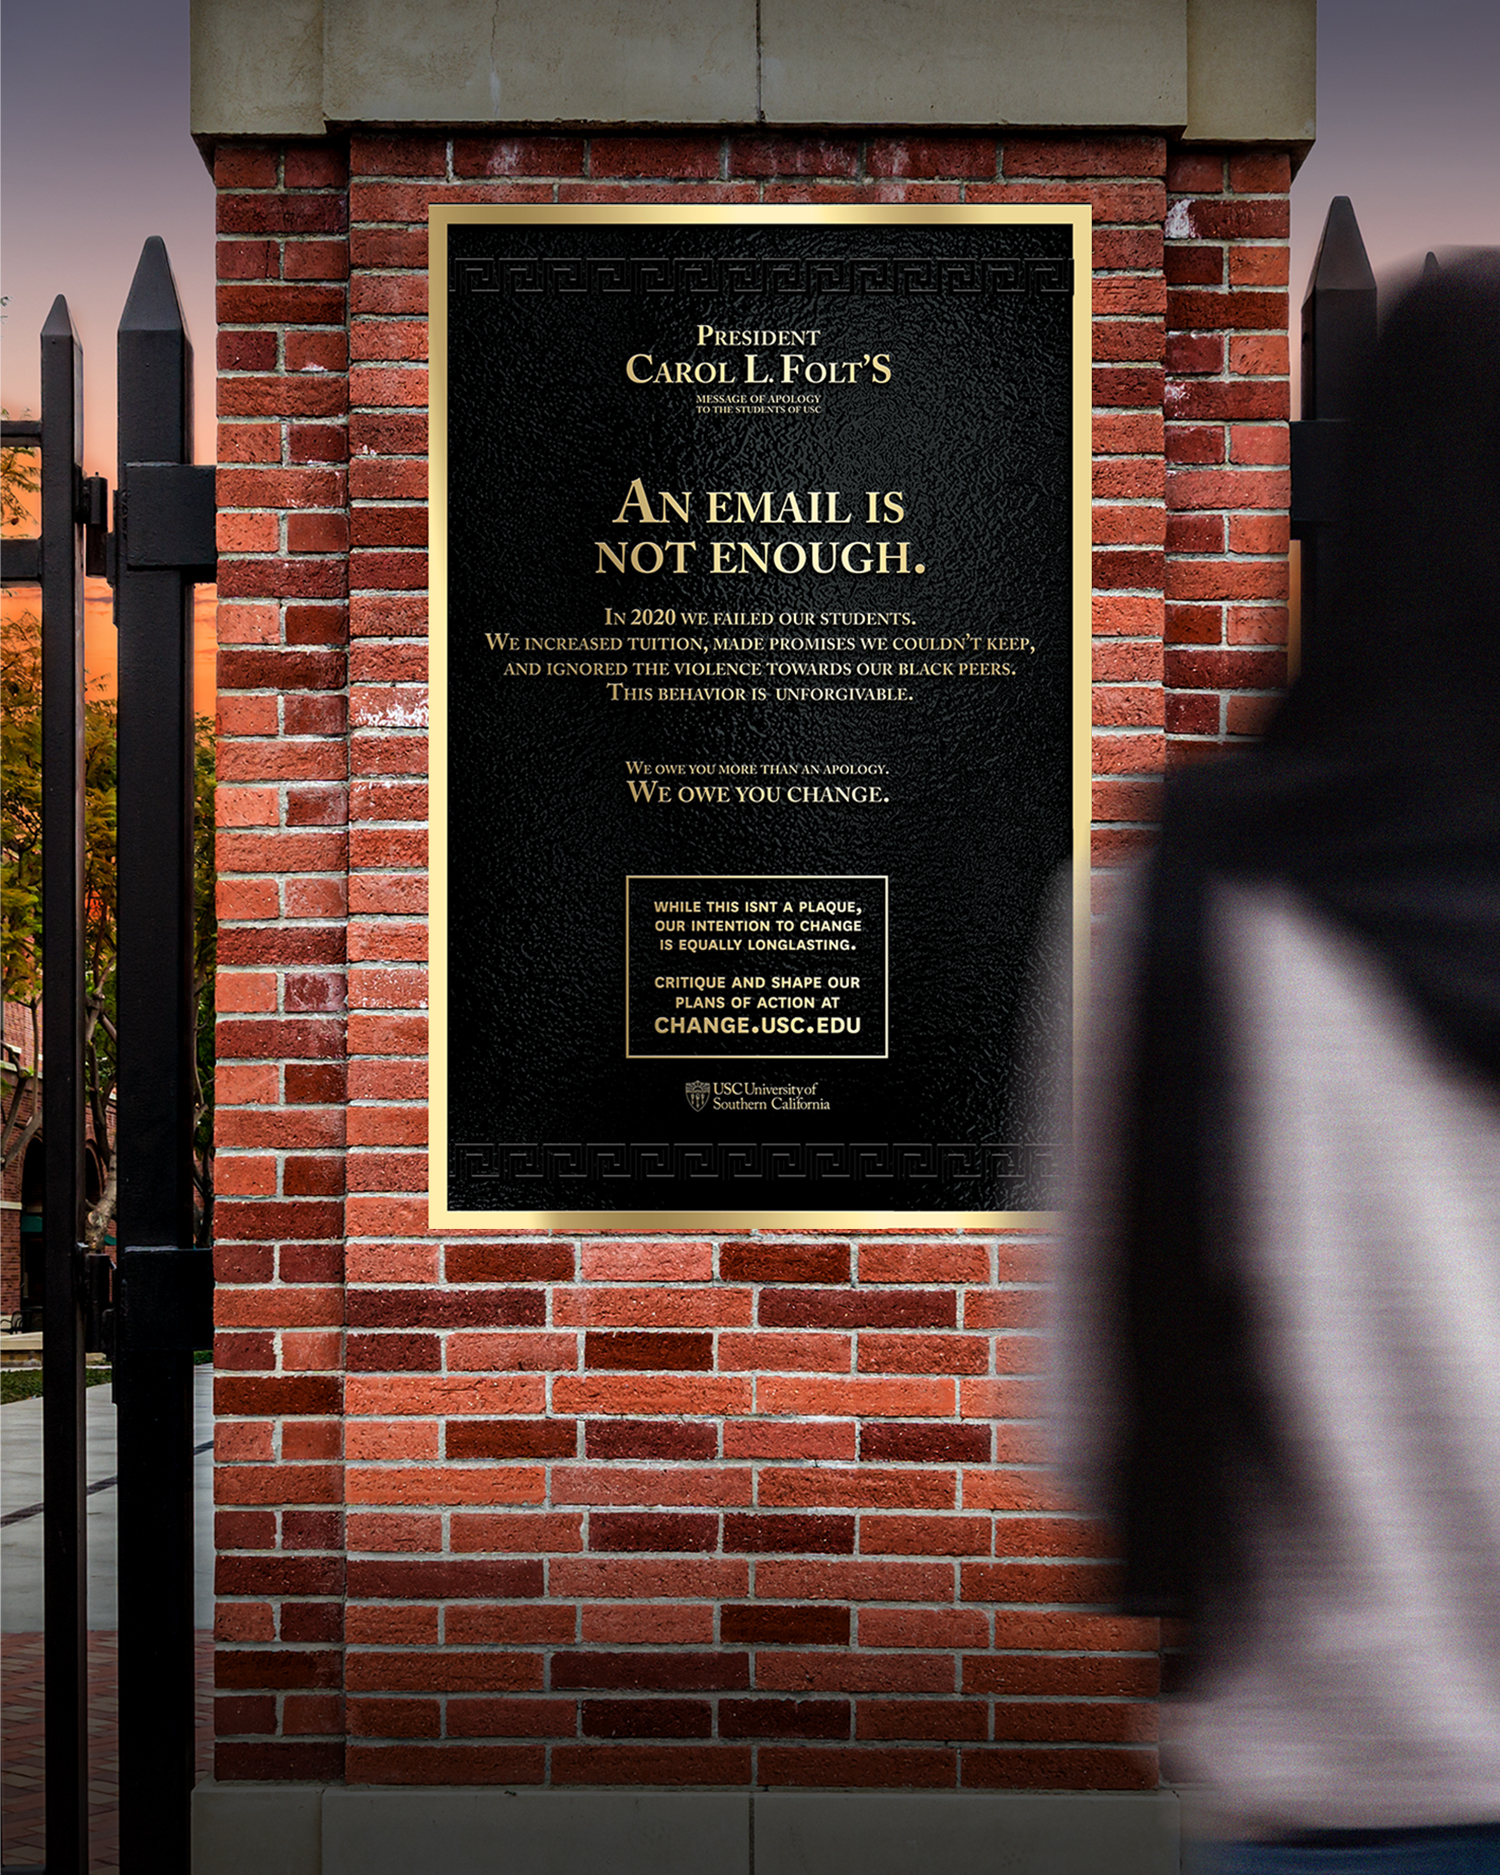 PRESIDENT
CAROL L. FOLT'S
MESSAGE OF APOLOGY
TO THE STUDENTS OF USC
AN EMAIL IS
NOT ENOUGH.
IN 2020 WE FAILED OUR STUDENTS.
WE INCREASED TUITION, MADE PROMISES WE COULDN'T KEEP,
AND IGNORED THE VIOLENCE TOWARDS OUR BLACK PEERS.
THIS BEHAVIOR IS UNFORGIVABLE.
WE OWE YOU MORE THAN AN APOLOGY.
WE OWE YOU CHANGE.
WHILE THIS ISNT A PLAQUE,
OUR INTENTION TO CHANGE
IS EQUALLY LONGLASTING.
CRITIQUE AND SHAPE OUR
PLANS OF ACTION AT
CHANGE.USC.EDU
USC University of
Southern California